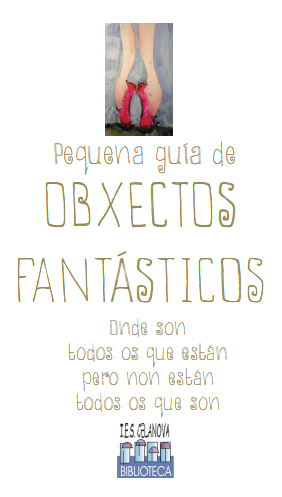 Pequena guía de
OBXECTOS
FANTÁSTICOS
Onde son
todos os que están
pero non están
todos os que son
I.E.S. CELANOVA
BIBLIOTECA